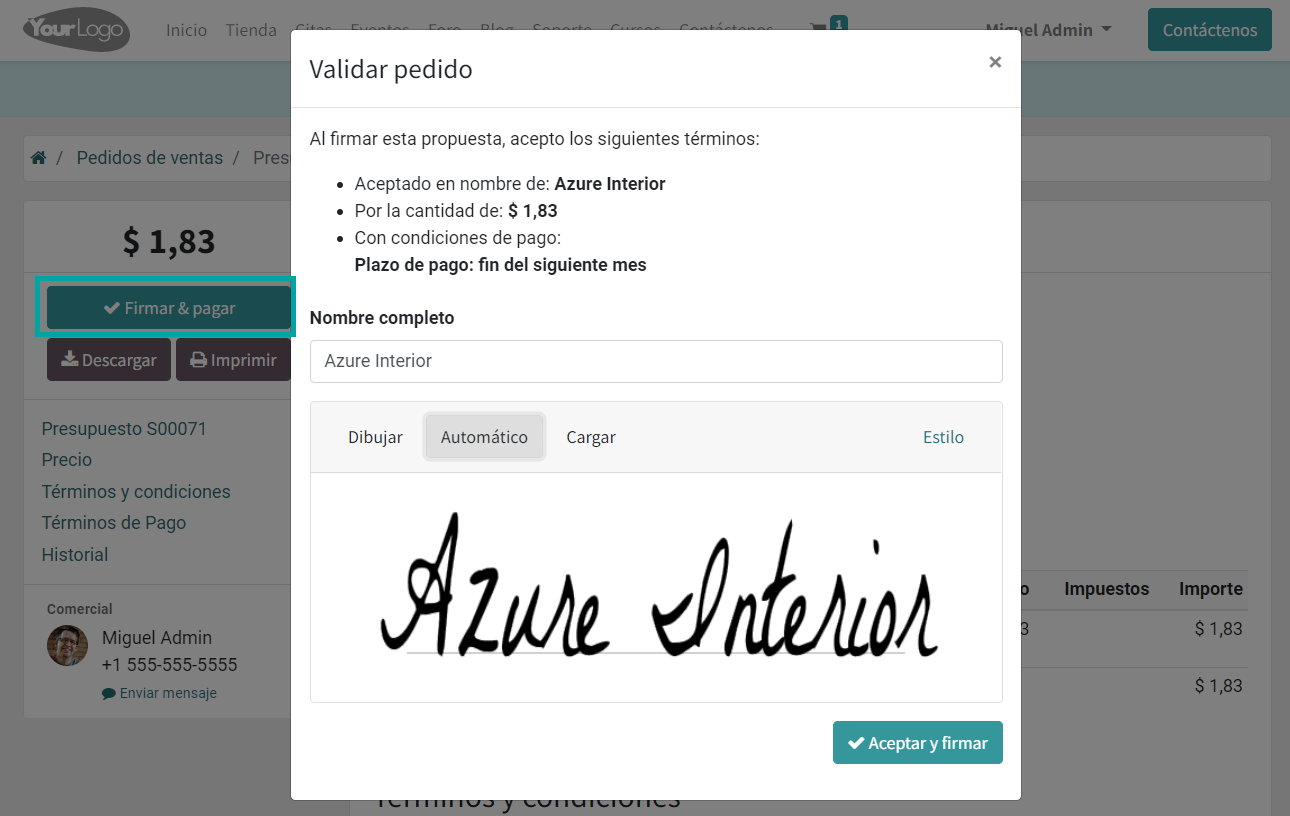 YourLogo
Inicio Tienda Citas Eventos Foro Blog Soporte Cursos Contáctenos 1 Miguel Admin Contáctenos
Validar pedido ×
Al firmar esta propuesta, acepto los siguientes términos:
• Aceptado en nombre de: Azure Interior
• Por la cantidad de: $ 1,83
• Con condiciones de pago:
Plazo de pago: fin del siguiente mes
Nombre completo
Azure Interior
Dibujar Automático Cargar Estilo
Azure Interior
Aceptar y firmar
/ Pedidos de ventas / Pres
$ 1,83
Firmar & pagar
Descargar Imprimir
Presupuesto S00071
Precio
Términos y condiciones
Términos de Pago
Historial
Comercial
Miguel Admin
+1 555-555-5555
Enviar mensaje
o Impuestos Importe
3 $ 1,83
$ 1,83
Términos y condiciones